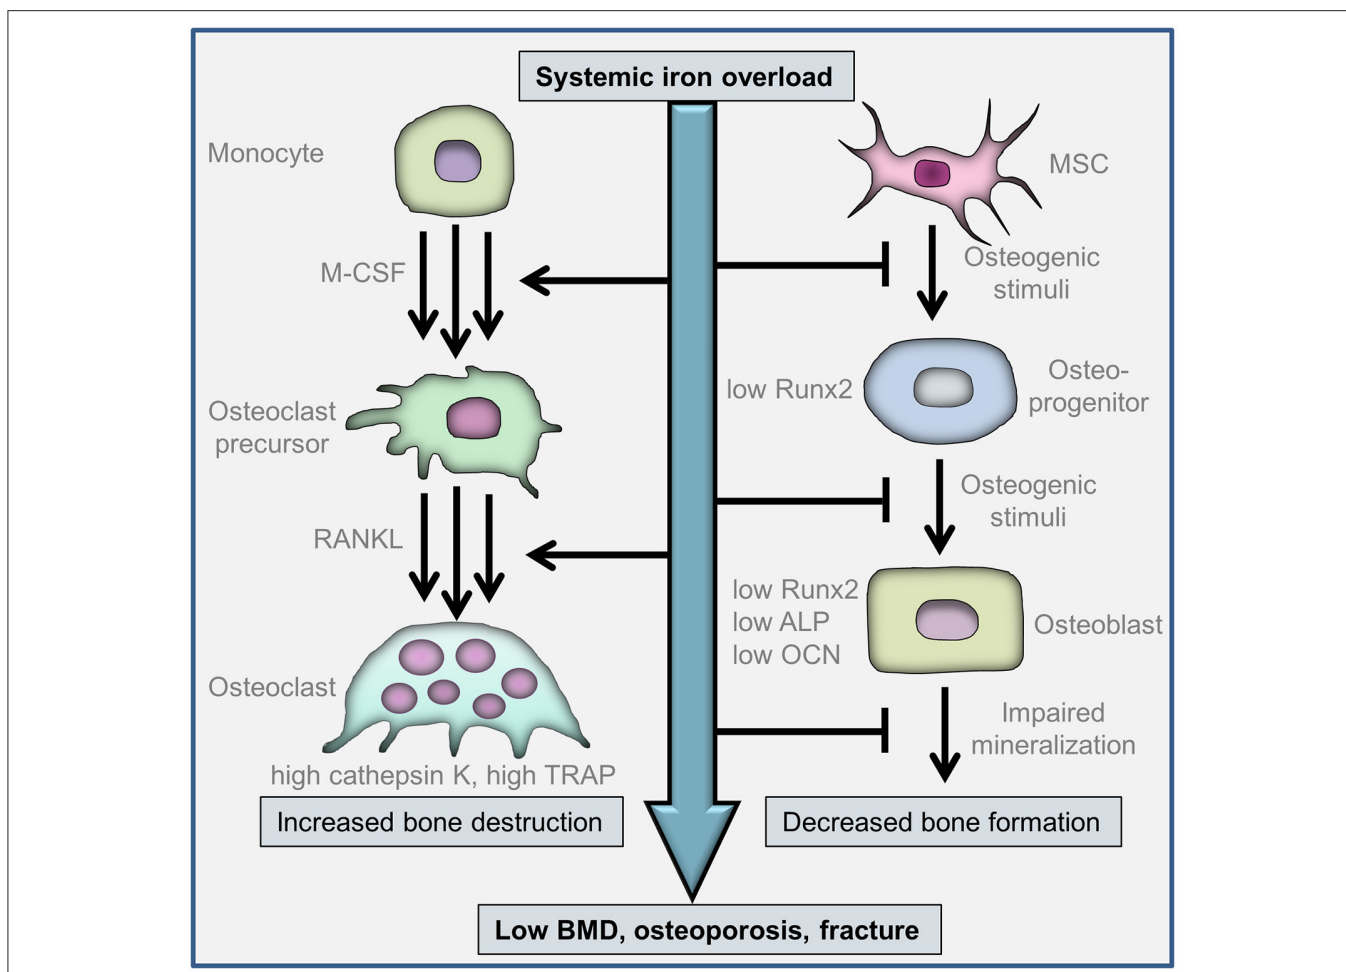 Systemic iron overload
Monocyte
M-CSF
Osteoclast
precursor
RANKL
Osteoclast
high cathepsin K, high TRAP
Increased bone destruction
MSC
Osteogenic
stimuli
low Runx2
Osteo-
progenitor
Osteogenic
stimuli
low Runx2
low ALP
low OCN
Osteoblast
Impaired
mineralization
Decreased bone formation
Low BMD, osteoporosis, fracture